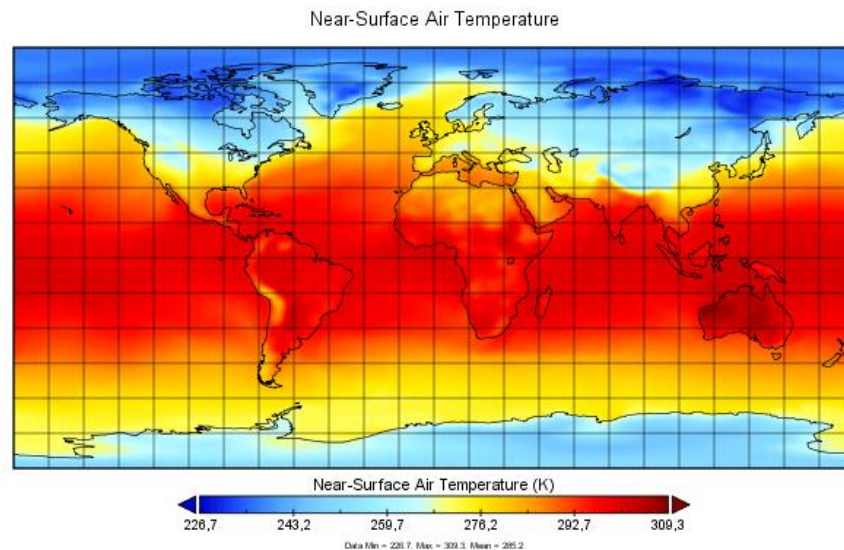 Near-Surface Air Temperature
Near-Surface Air Temperature (K)
226,7 243,2 259,7 276,2 292,7 309,3
Data Min = 226.7, Max = 309.3, Mean = 285.2